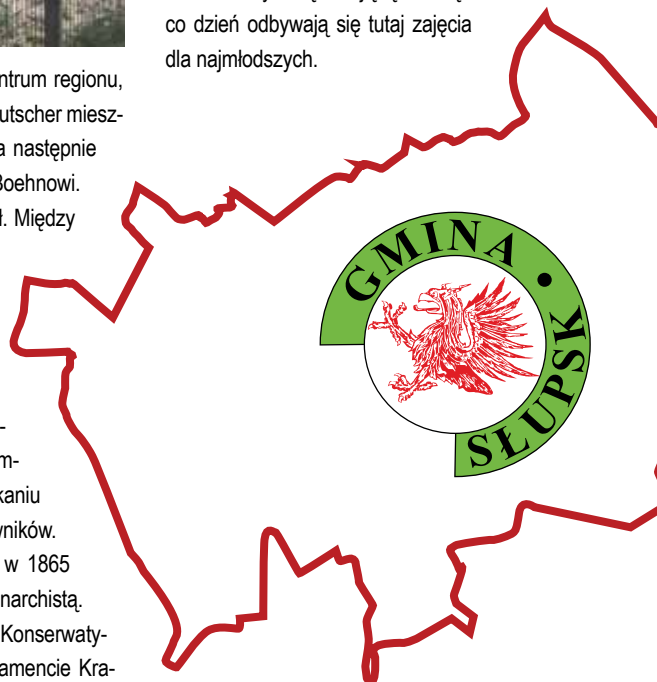 co dzień odbywają się tutaj zajęcia
dla najmłodszych.
ntrum regionu,
utscher miesz-
a następnie
Boehnowi.
ł. Między
-
m-
kaniu
wników.
w 1865
narchistą.
Konserwaty-
amencie Kra-
GMINA • SŁUPSK